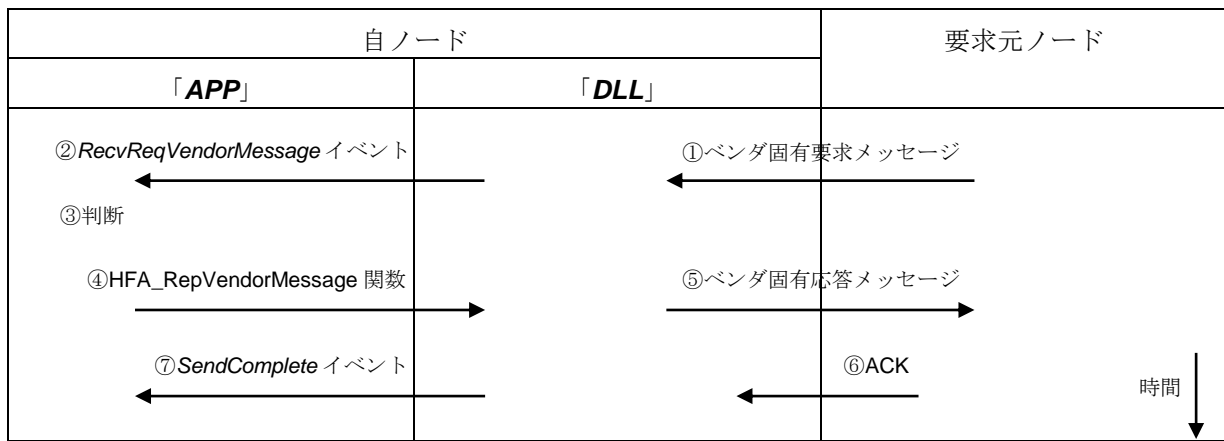 自ノード
要求元ノード
「APP」
「DLL」
②RecvReqVendorMessage イベント
①ベンダ固有要求メッセージ
③判断
④HFA_RepVendorMessage 関数
⑤ベンダ固有応答メッセージ
⑦SendComplete イベント
⑥ACK
時間